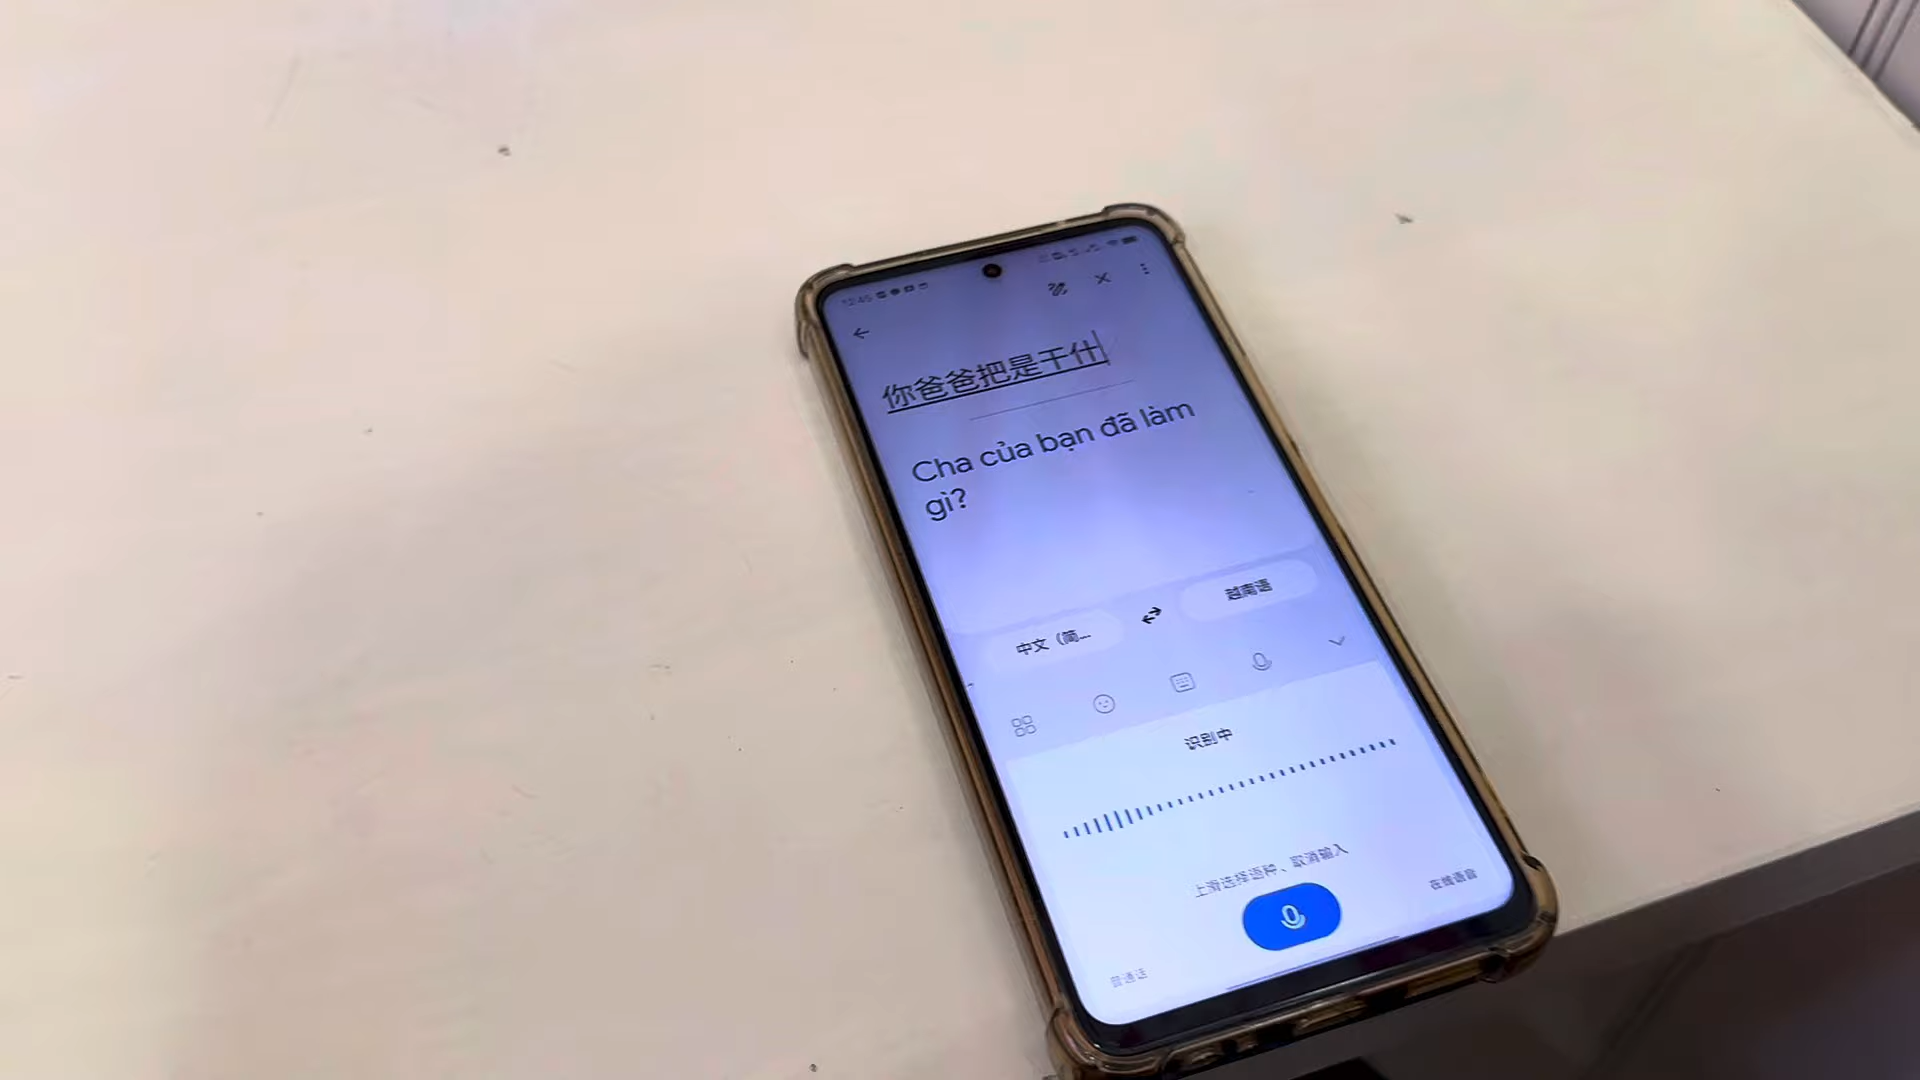 12:45
你爸爸把是干什
Cha của bạn đã làm
gì?
中文（简...
越南语
识别中
上滑选择语种、取消输入
在线语音
普通话